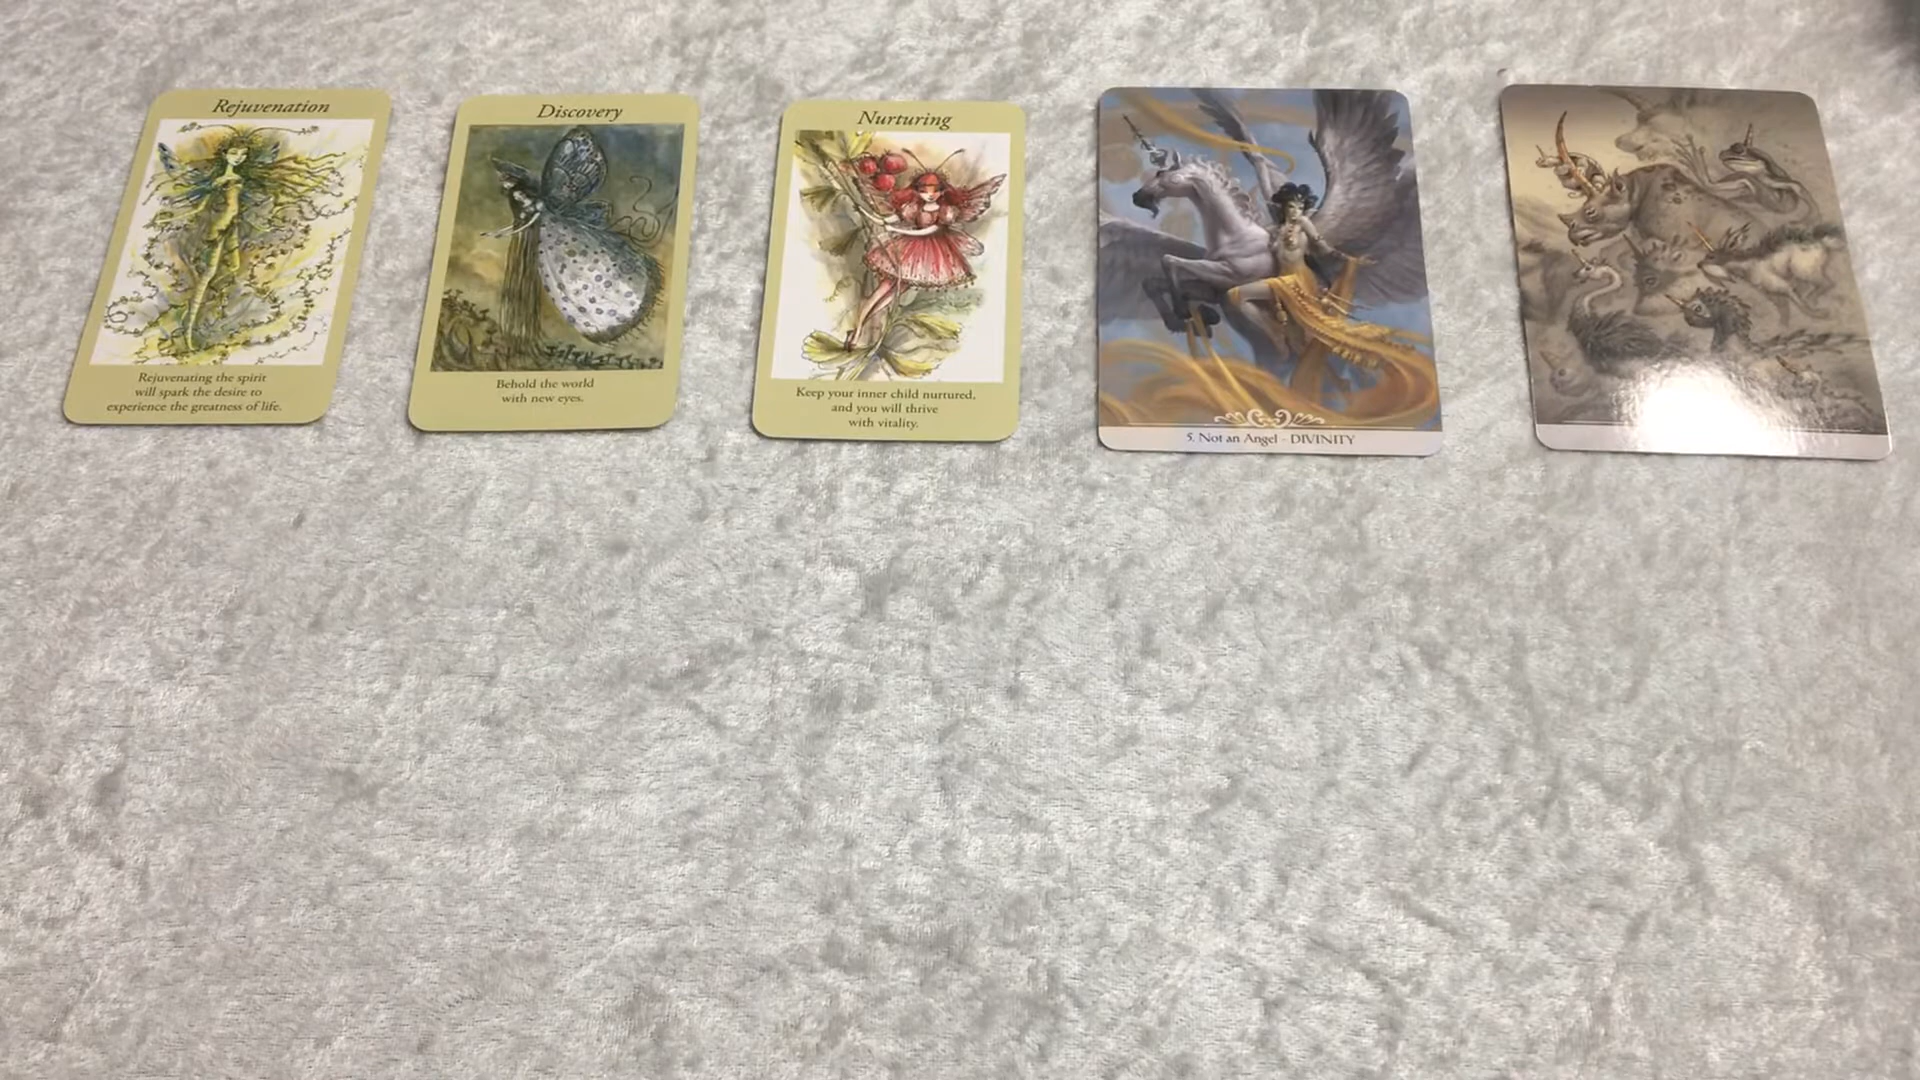 Rejuvenation
Rejuvenating the spirit
will spark the desire to
experience the greatness of life.
Discovery
Behold the world
with new eyes.
Nurturing
Keep your inner child nurtured,
and you will thrive
with vitality.
5. Not an Angel - DIVINITY